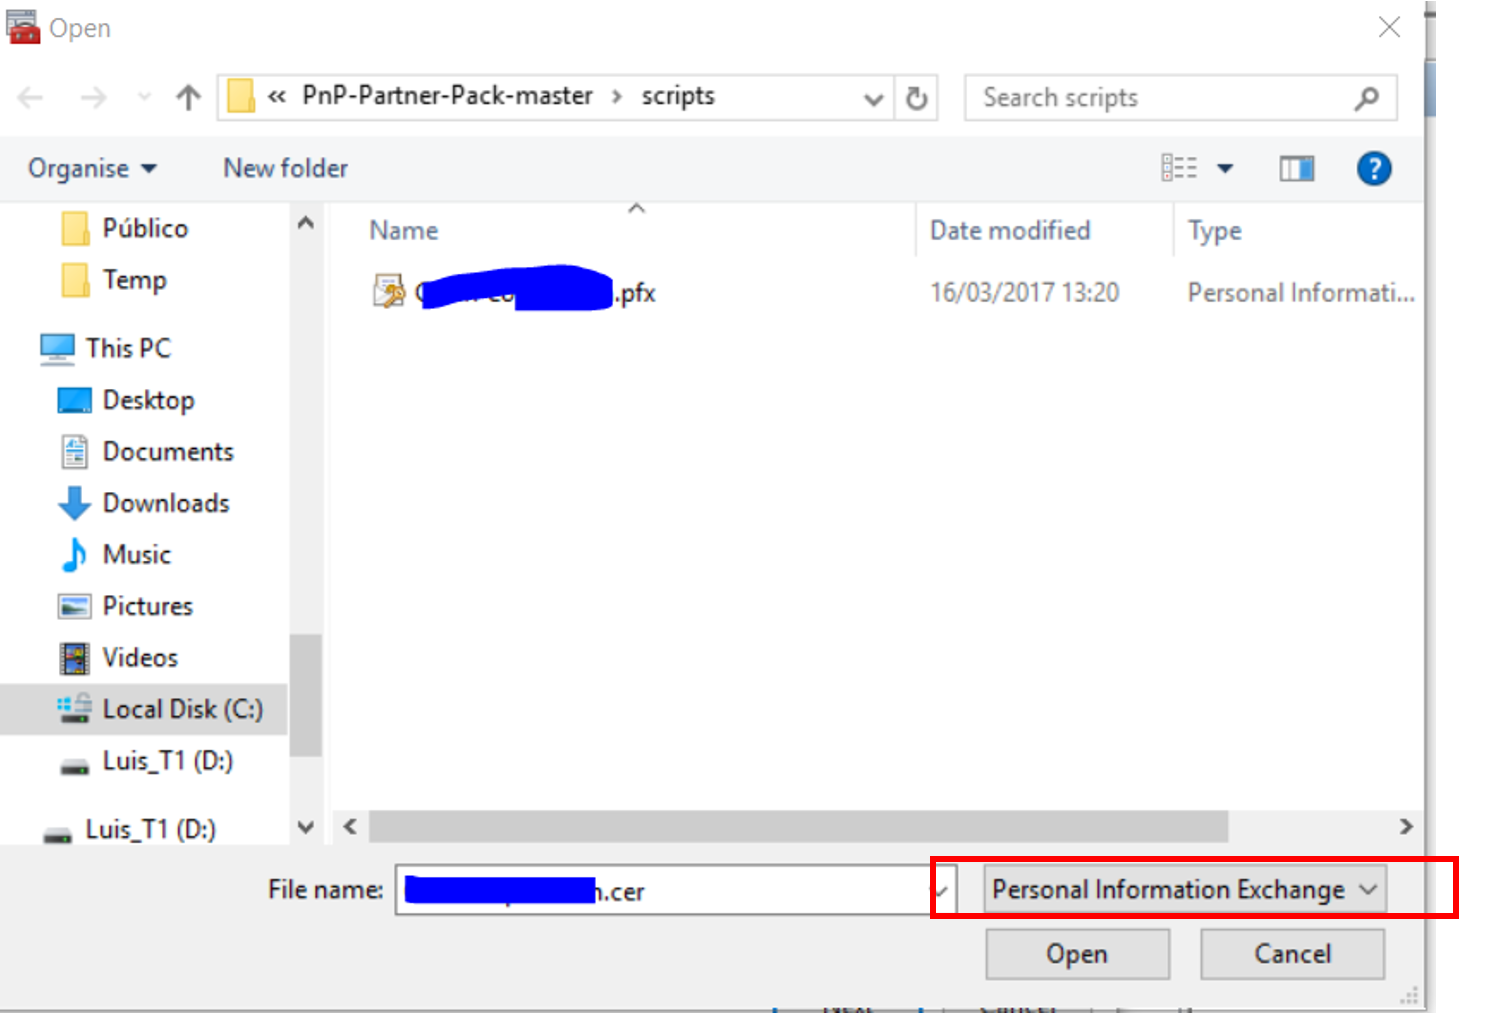 Open
« PnP-Partner-Pack-master > scripts
Search scripts
Organise
New folder
?
Público
Temp
This PC
Desktop
Documents
Downloads
Music
Pictures
Videos
Local Disk (C:)
Luis_T1 (D:)
Luis_T1 (D:)
Name
Date modified
Type
.pfx
16/03/2017 13:20
Personal Informati...
File name:
.cer
Personal Information Exchange
Open
Cancel